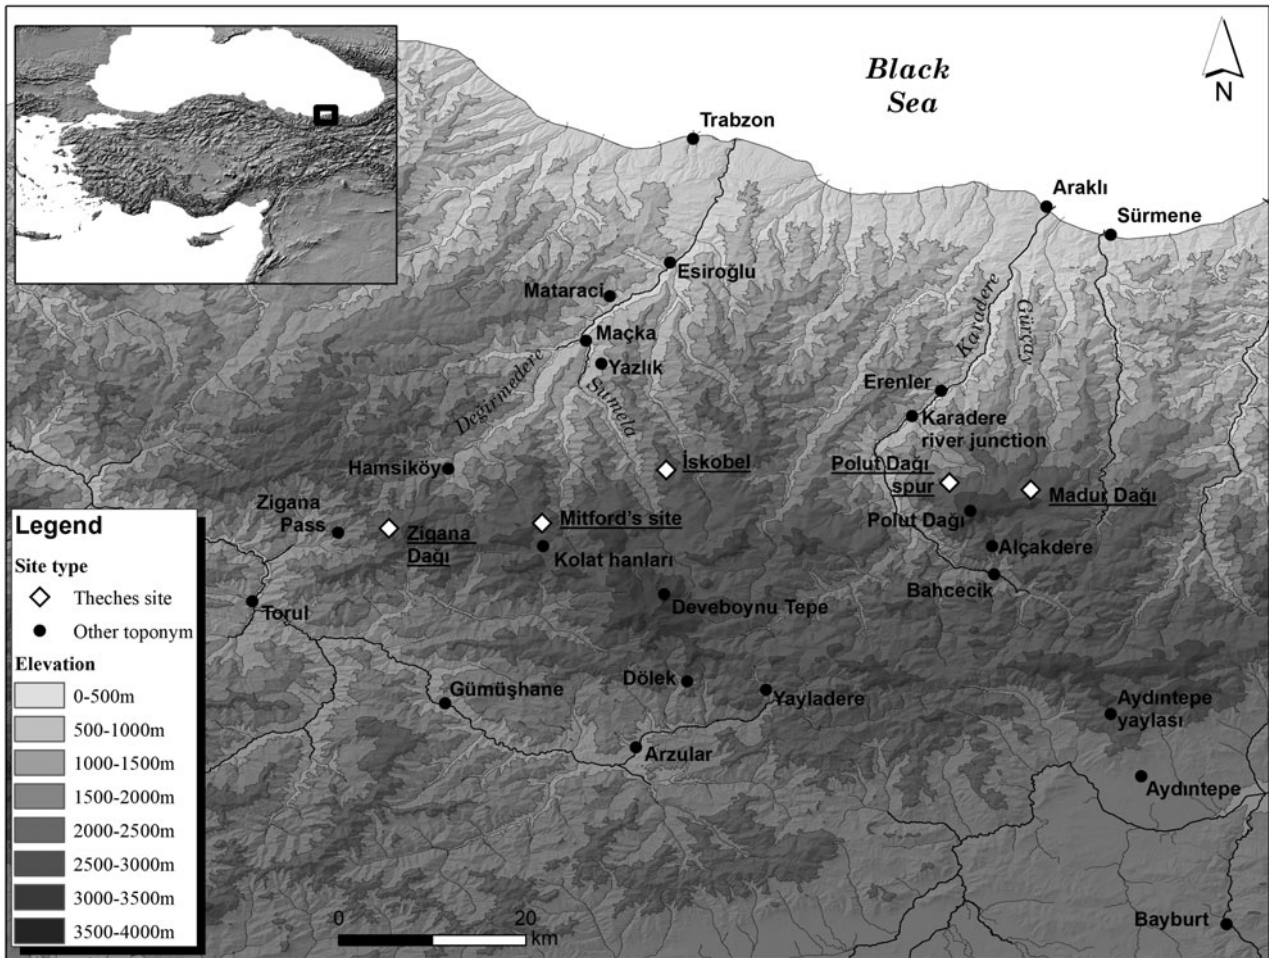 Black
Sea
N
Trabzon
Araklı
Sürmene
Esiroğlu
Mataraci
Karadere
Gürçay
Maçka
Yazlık
Değirmedere
Sumela
Erenler
Karadere
river junction
Hamsiköy
İskobel
Polut Dağı
spur
Madur Dağı
Zigana
Pass
Zigana
Dağı
Mitford's site
Polut Dağı
Kolat hanları
Alçakdere
Bahcecik
Torul
Deveboynu Tepe
Gümüşhane
Dölek
Yayladere
Aydıntepe
yaylası
Arzular
Aydıntepe
Bayburt
Legend
Site type
Theches site
Other toponym
Elevation
0-500m
500-1000m
1000-1500m
1500-2000m
2000-2500m
2500-3000m
3000-3500m
3500-4000m
0
20
km